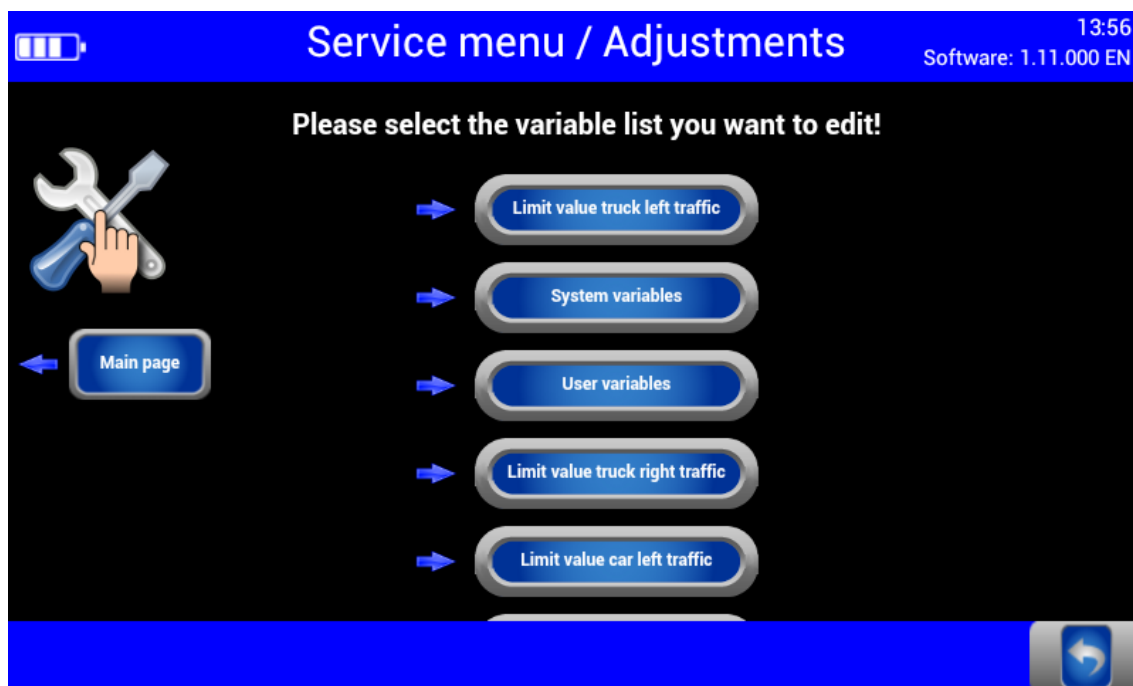 Service menu / Adjustments
13:56
Software: 1.11.000 EN
Please select the variable list you want to edit!
Limit value truck left traffic
System variables
User variables
Main page
Limit value truck right traffic
Limit value car left traffic